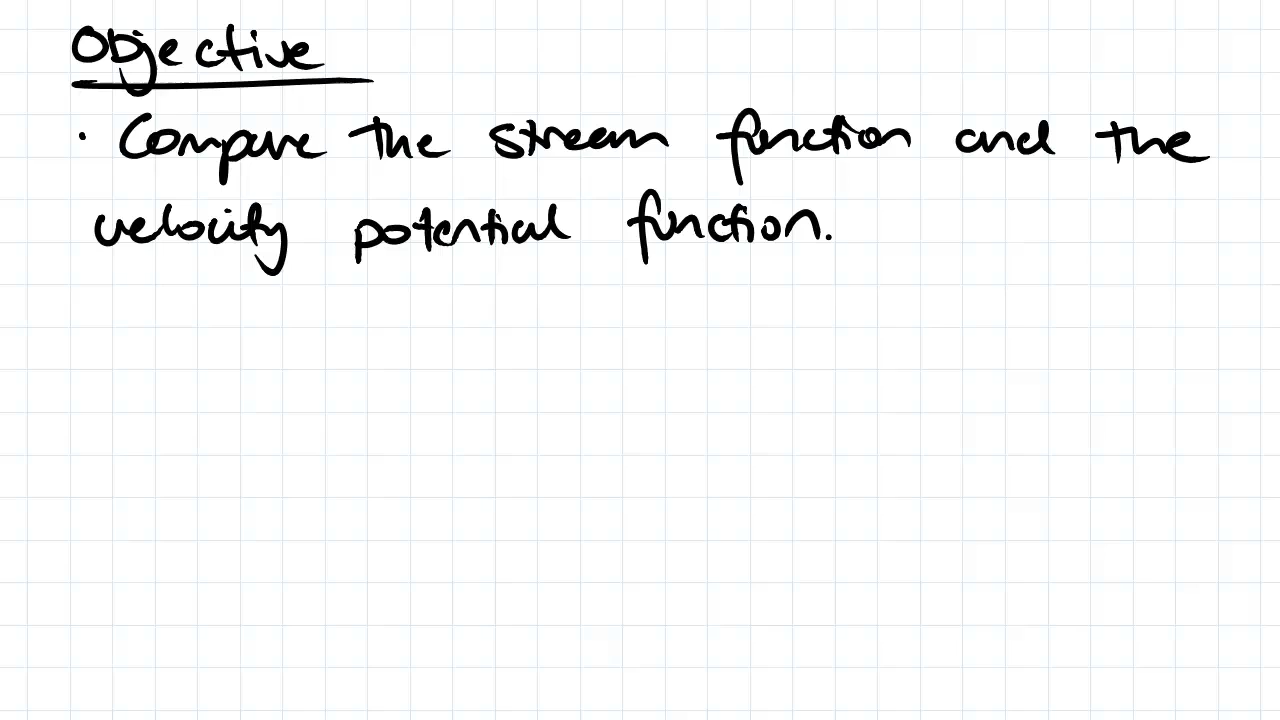 Objective
· Compare the stream function and the
velocity potential function.